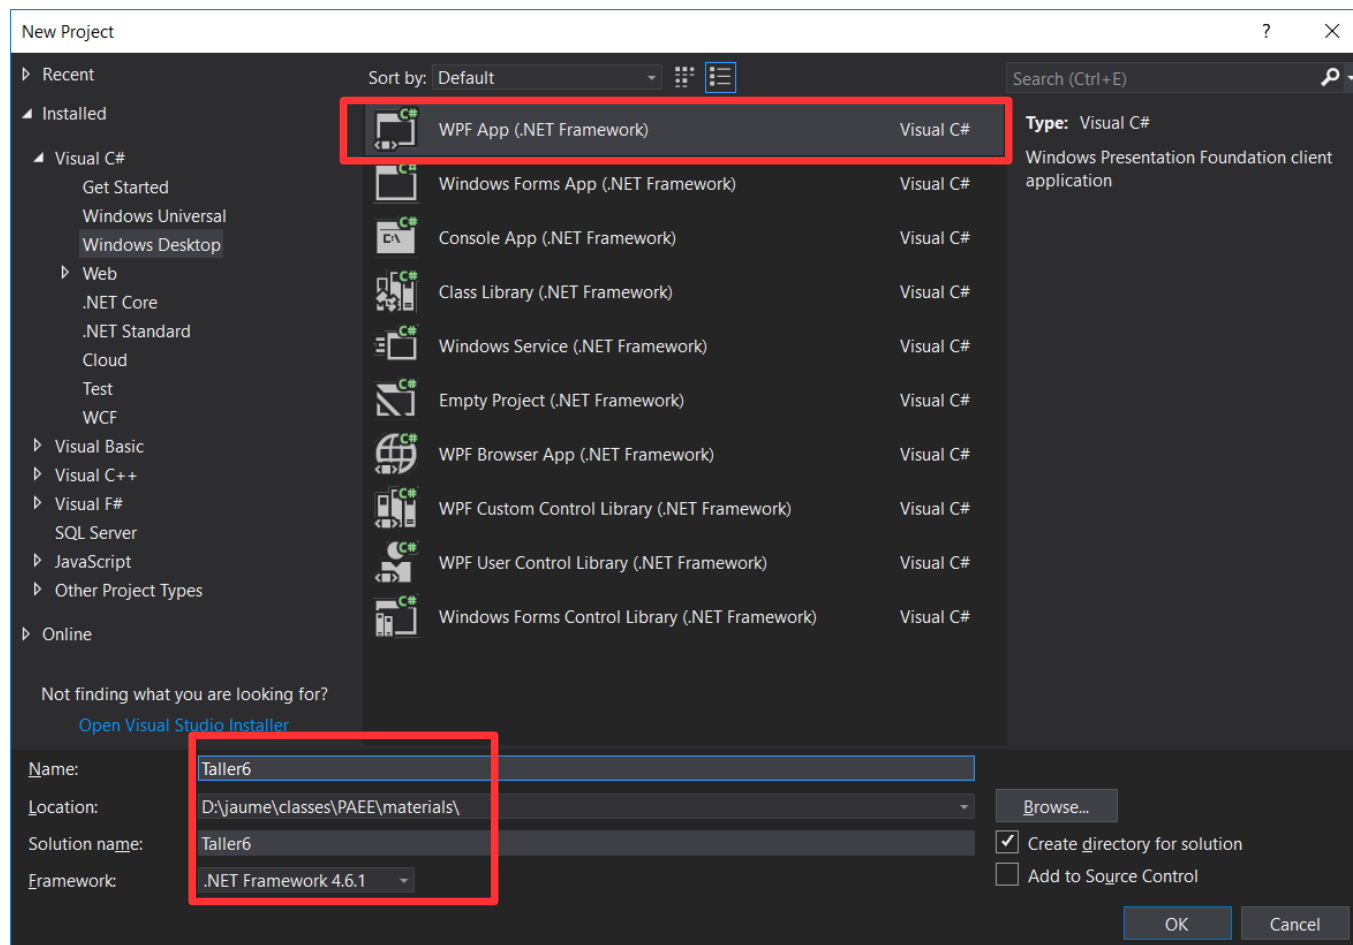 New Project
?
Recent
Installed
Visual C#
Get Started
Windows Universal
Windows Desktop
Web
.NET Core
.NET Standard
Cloud
Test
WCF
Visual Basic
Visual C++
Visual F#
SQL Server
JavaScript
Other Project Types
Online
Not finding what you are looking for?
Open Visual Studio Installer
Sort by: Default
WPF App (.NET Framework) Visual C#
Windows Forms App (.NET Framework) Visual C#
Console App (.NET Framework) Visual C#
Class Library (.NET Framework) Visual C#
Windows Service (.NET Framework) Visual C#
Empty Project (.NET Framework) Visual C#
WPF Browser App (.NET Framework) Visual C#
WPF Custom Control Library (.NET Framework) Visual C#
WPF User Control Library (.NET Framework) Visual C#
Windows Forms Control Library (.NET Framework) Visual C#
Search (Ctrl+E)
Type: Visual C#
Windows Presentation Foundation client
application
Name: Taller6
Location: D:\jaume\classes\PAEE\materials\
Browse...
Solution name: Taller6
Create directory for solution
Framework: .NET Framework 4.6.1
Add to Source Control
OK Cancel